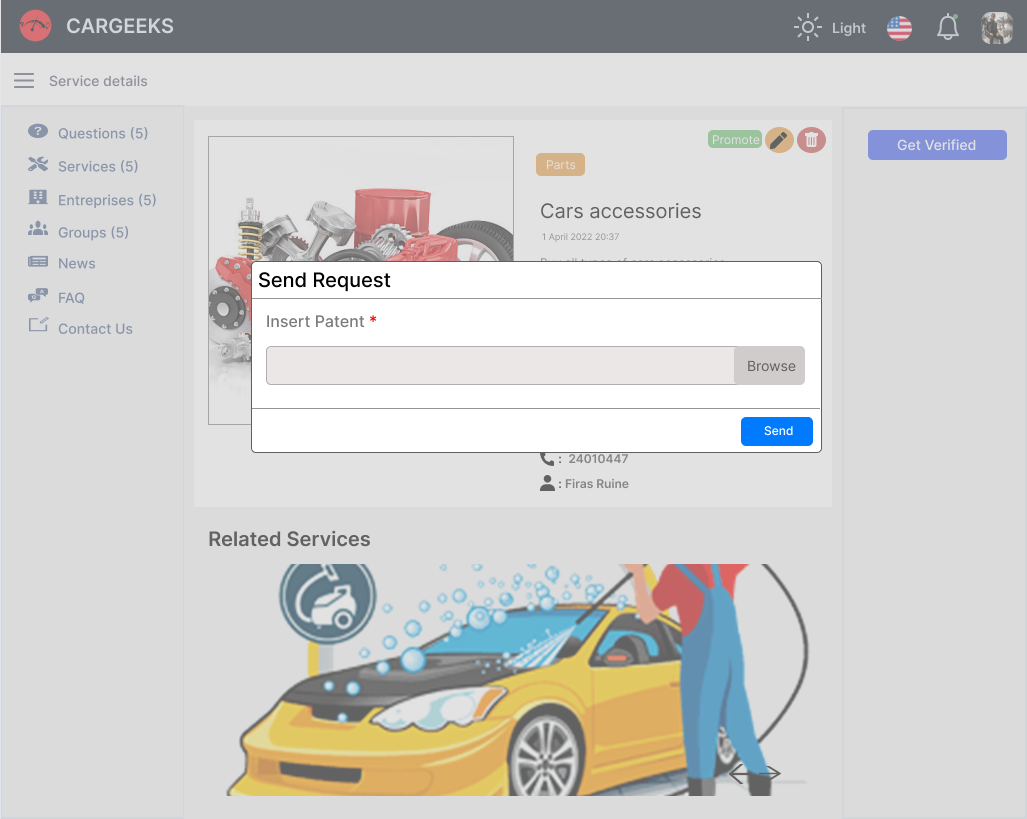 CARGEEKS
Light
Service details
Questions (5)
Services (5)
Entreprises (5)
Groups (5)
News
FAQ
Contact Us
Promote
Parts
Get Verified
Cars accessories
1 April 2022 20:37
Send Request
Insert Patent *
Browse
Send
: 24010447
: Firas Ruine
Related Services